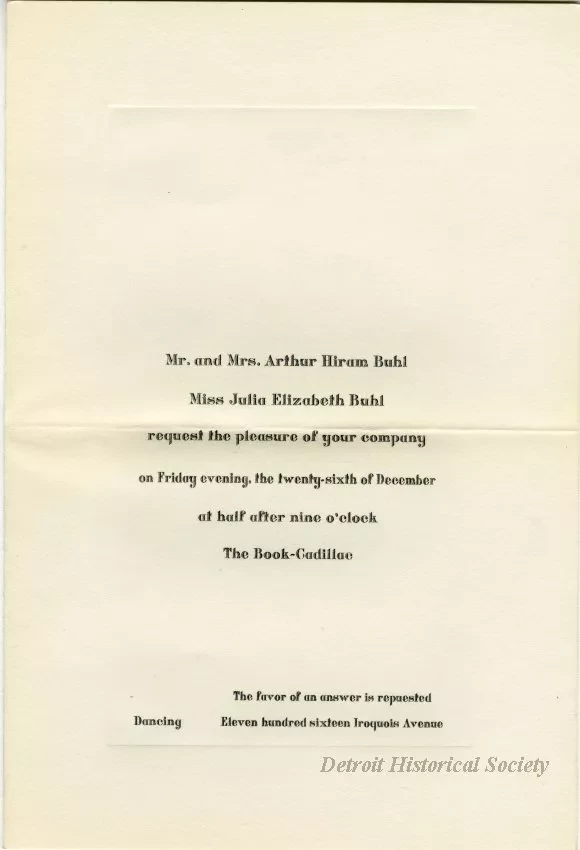 Mr. and Mrs. Arthur Hiram Buhl
Miss Julia Elizabeth Buhl
request the pleasure of your company
on Friday evening, the twenty-sixth of December
at half after nine o'clock
The Book-Cadillac
The favor of an answer is repuested
Dancing Eleven hundred sixteen Iroquois Avenue
Detroit Historical Society